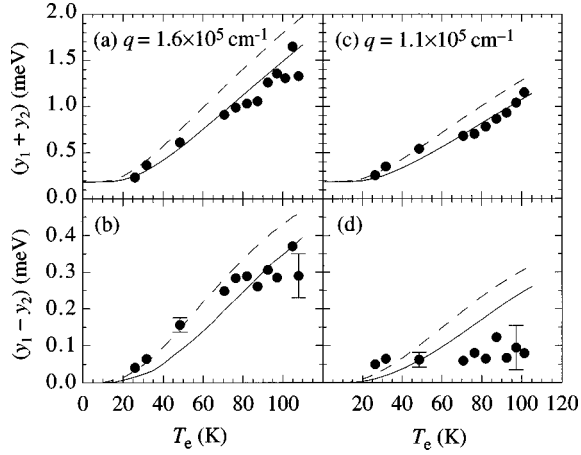 (a) q = 1.6×10⁵ cm⁻¹
(c) q = 1.1×10⁵ cm⁻¹
(y₁ + y₂) (meV)
2.0
1.5
1.0
0.5
0.0
(b)
(d)
(y₁ − y₂) (meV)
0.4
0.3
0.2
0.1
0.0
0 20 40 60 80 100 0 20 40 60 80 100 120
Tₑ (K)
Tₑ (K)